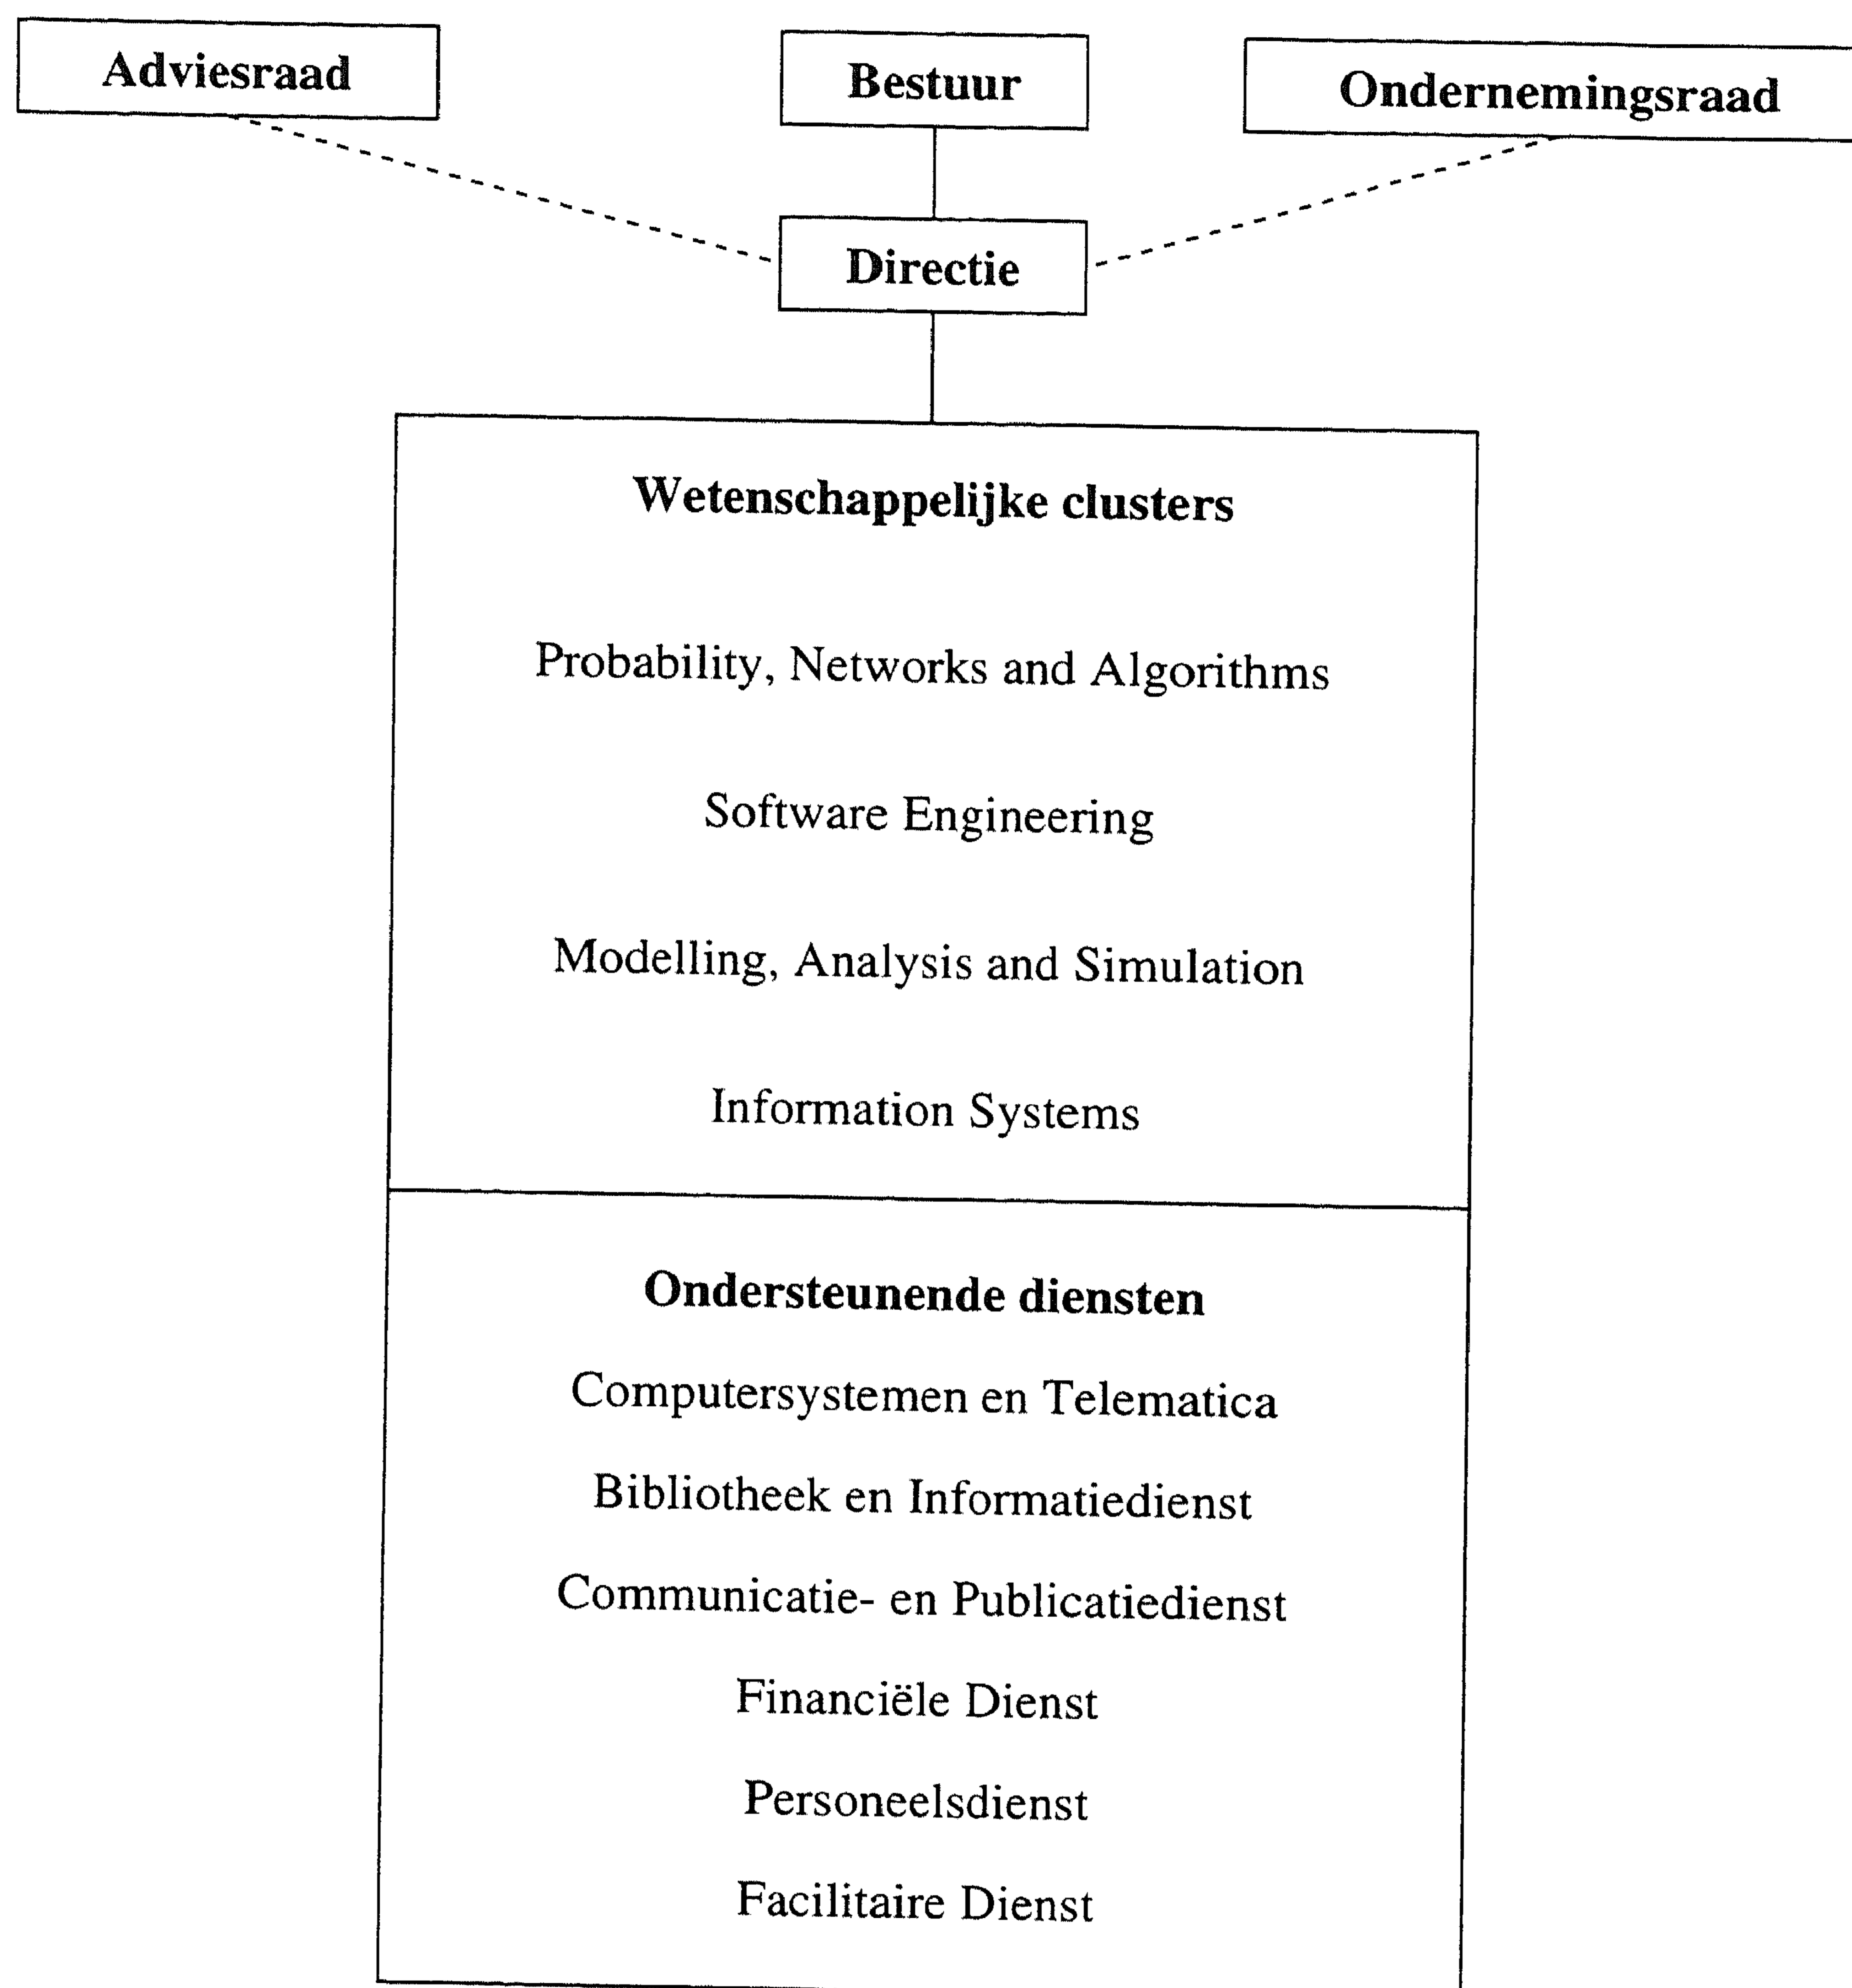 Adviesraad
Bestuur
Ondernemingsraad
Directie
Wetenschappelijke clusters
Probability, Networks and Algorithms
Software Engineering
Modelling, Analysis and Simulation
Information Systems
Ondersteunende diensten
Computersystemen en Telematica
Bibliotheek en Informatiedienst
Communicatie- en Publicatiedienst
Financiële Dienst
Personeelsdienst
Facilitaire Dienst